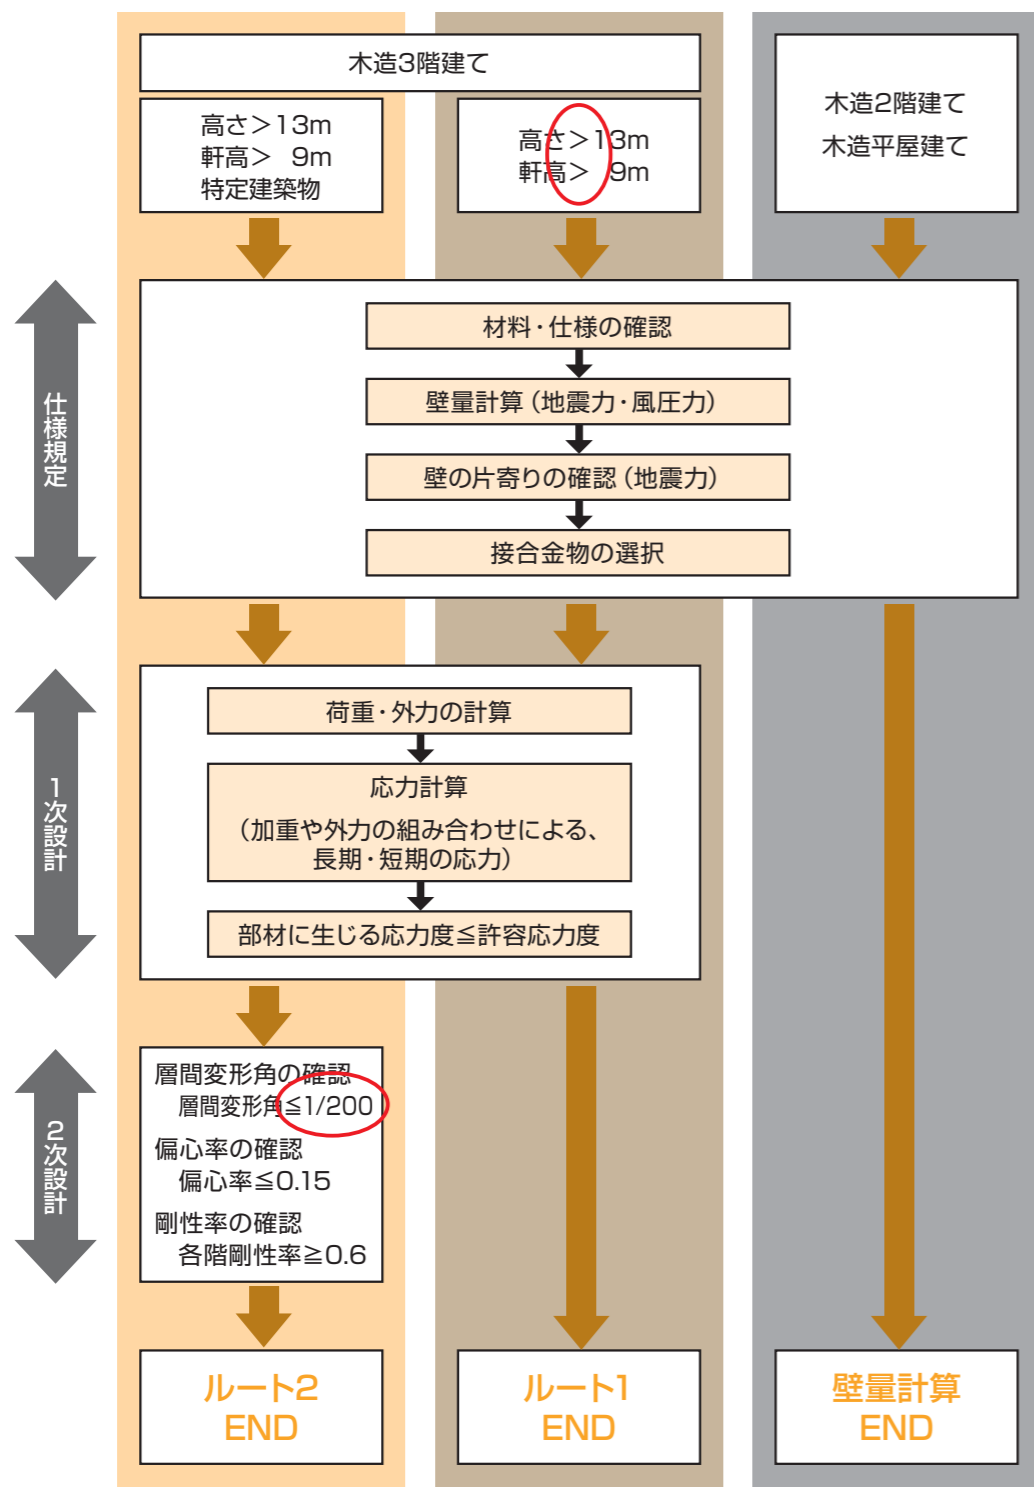 木造3階建て
高さ＞13m
軒高＞ 9m
特定建築物
高さ＞13m
軒高＞ 9m
木造2階建て
木造平屋建て
仕様規定
材料・仕様の確認
壁量計算（地震力・風圧力）
壁の片寄りの確認（地震力）
接合金物の選択
1次設計
荷重・外力の計算
応力計算
（加重や外力の組み合わせによる、
長期・短期の応力）
部材に生じる応力度≦許容応力度
2次設計
層間変形角の確認
層間変形角≦1/200
偏心率の確認
偏心率≦0.15
剛性率の確認
各階剛性率≧0.6
ルート2
END
ルート1
END
壁量計算
END